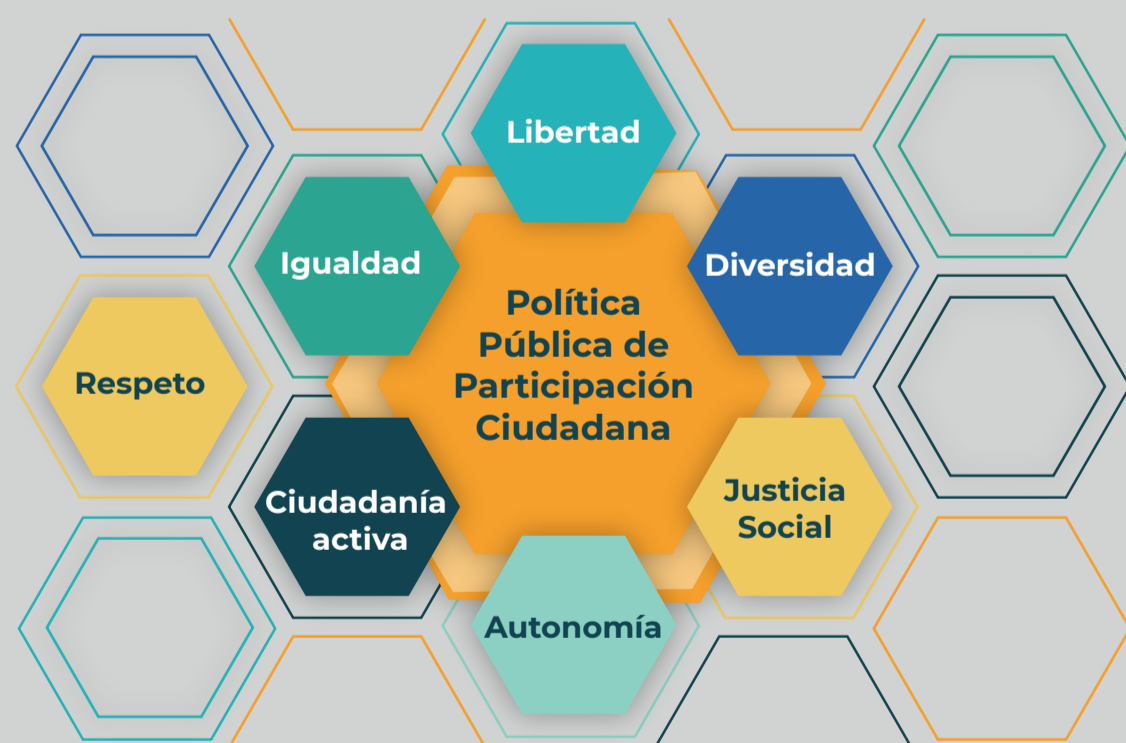 Libertad
Igualdad
Diversidad
Política
Pública de
Participación
Ciudadana
Respeto
Ciudadanía
activa
Justicia
Social
Autonomía